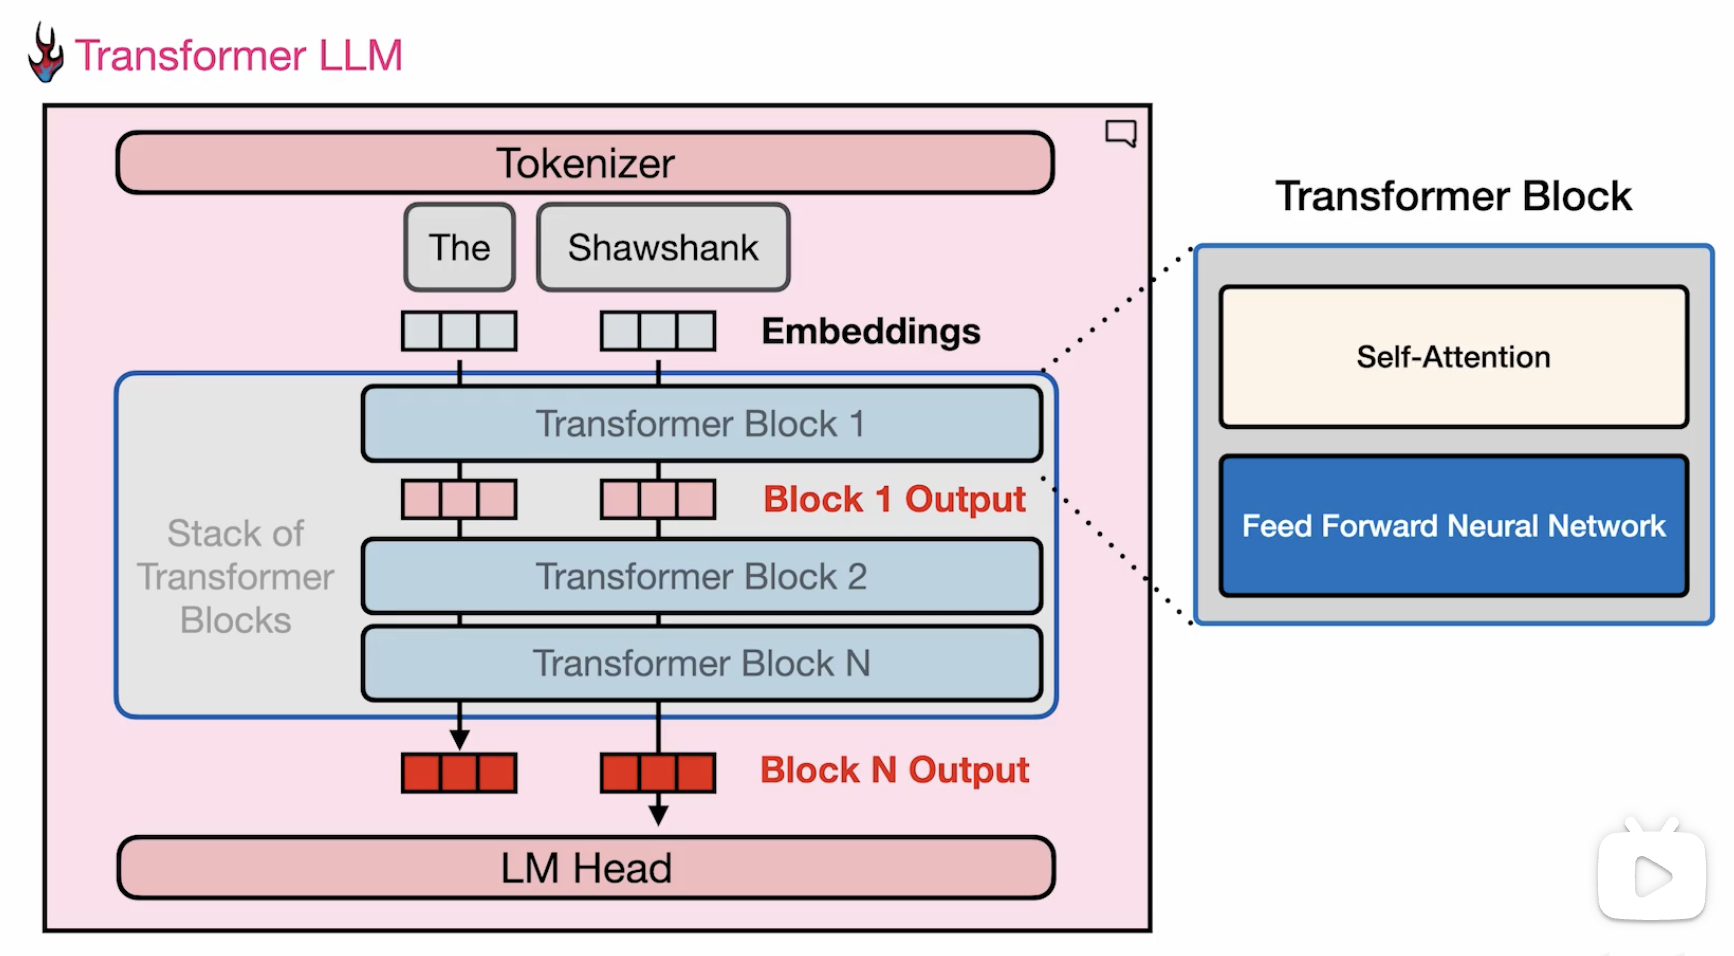 Transformer LLM
Tokenizer
The
Shawshank
Embeddings
Transformer Block 1
Block 1 Output
Stack of
Transformer
Blocks
Transformer Block 2
Transformer Block N
Block N Output
LM Head
Transformer Block
Self-Attention
Feed Forward Neural Network